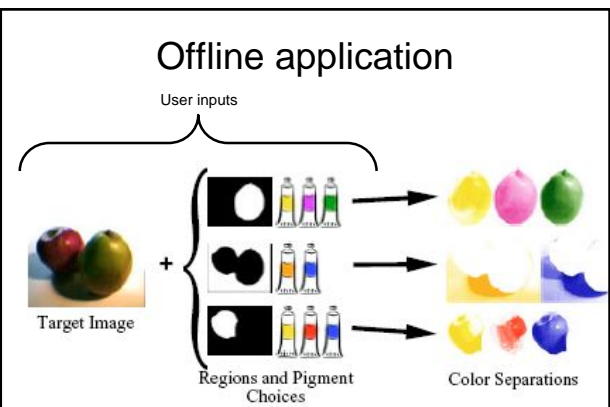 Offline application
User inputs
+
Target Image
Regions and Pigment
Choices
Color Separations